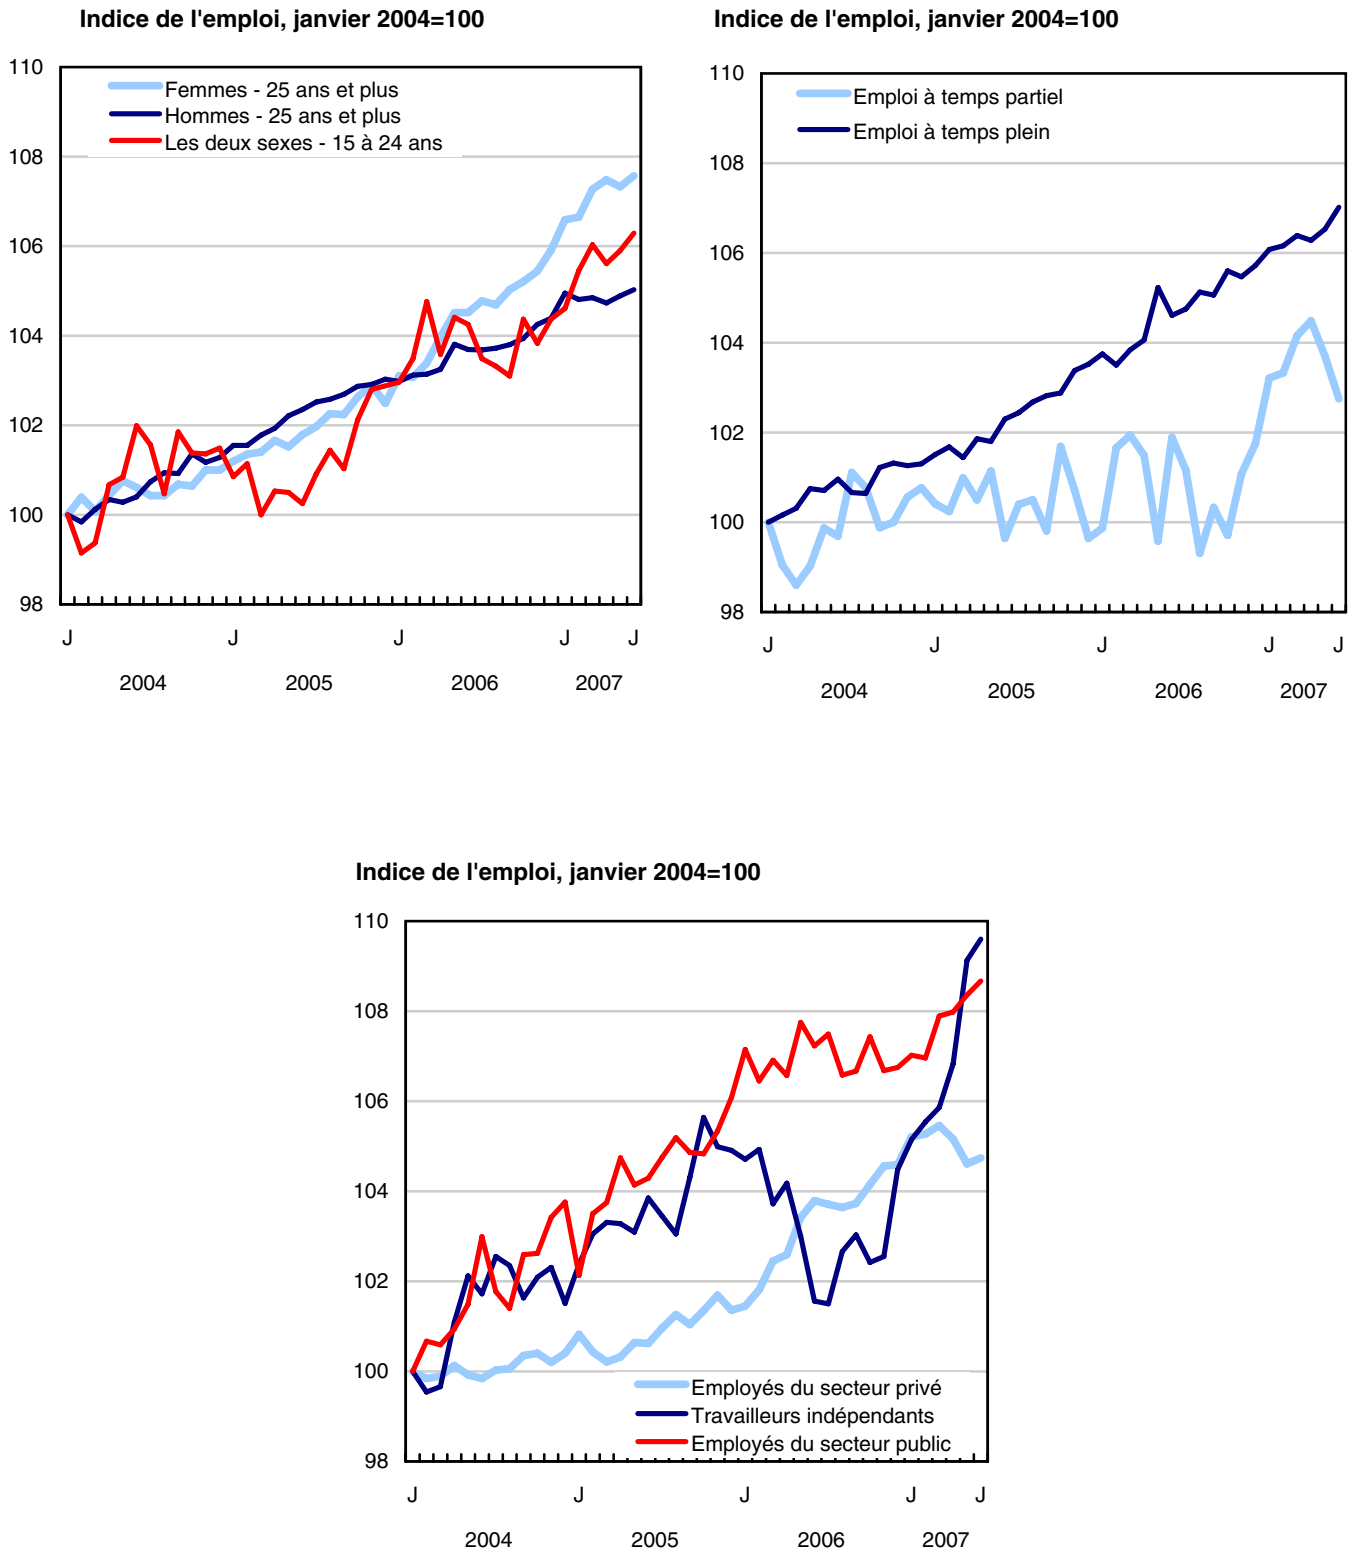 Indice de l'emploi, janvier 2004=100
110
108
106
104
102
100
98
Femmes - 25 ans et plus
Hommes - 25 ans et plus
Les deux sexes - 15 à 24 ans
J J J J J
2004 2005 2006 2007
Indice de l'emploi, janvier 2004=100
110
108
106
104
102
100
98
Emploi à temps partiel
Emploi à temps plein
J J J J J
2004 2005 2006 2007
Indice de l'emploi, janvier 2004=100
110
108
106
104
102
100
98
Employés du secteur privé
Travailleurs indépendants
Employés du secteur public
J J J J J
2004 2005 2006 2007